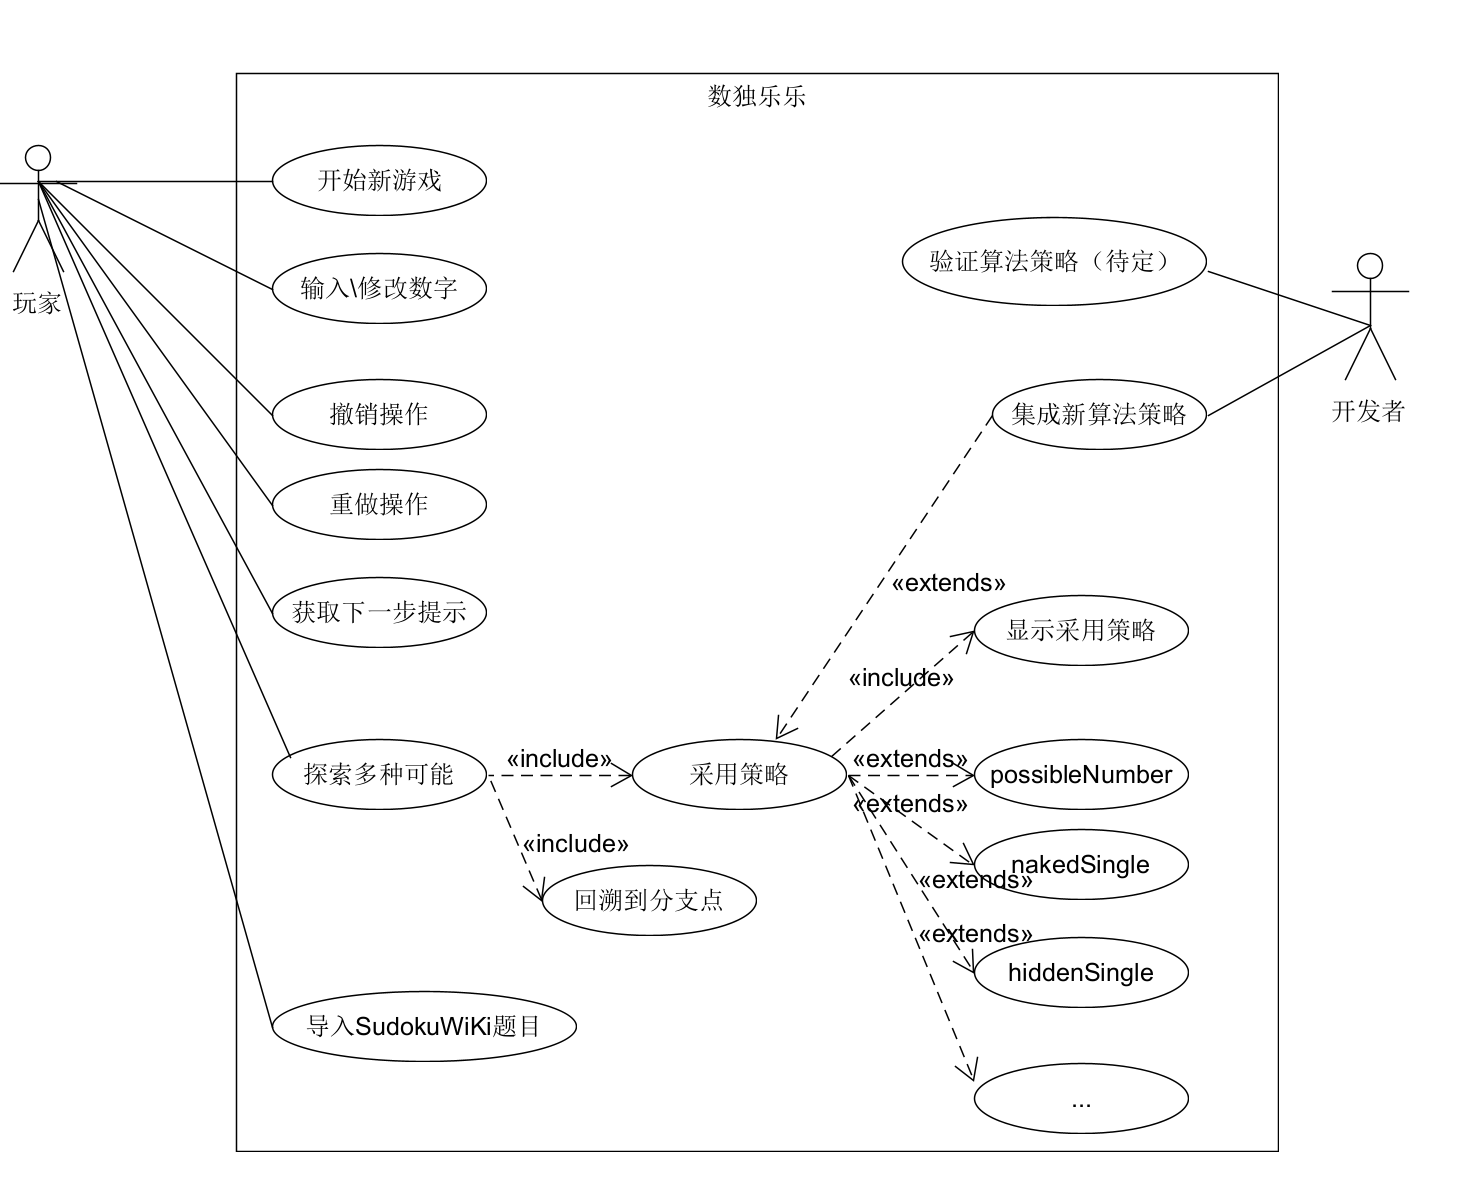 数独乐乐
玩家
开始新游戏
输入\修改数字
撤销操作
重做操作
获取下一步提示
探索多种可能
导入SudokuWiKi题目
«include»
«include»
回溯到分支点
采用策略
验证算法策略（待定）
集成新算法策略
开发者
«extends»
显示采用策略
«include»
«extends»
possibleNumber
«extends»
nakedSingle
«extends»
«extends»
hiddenSingle
...